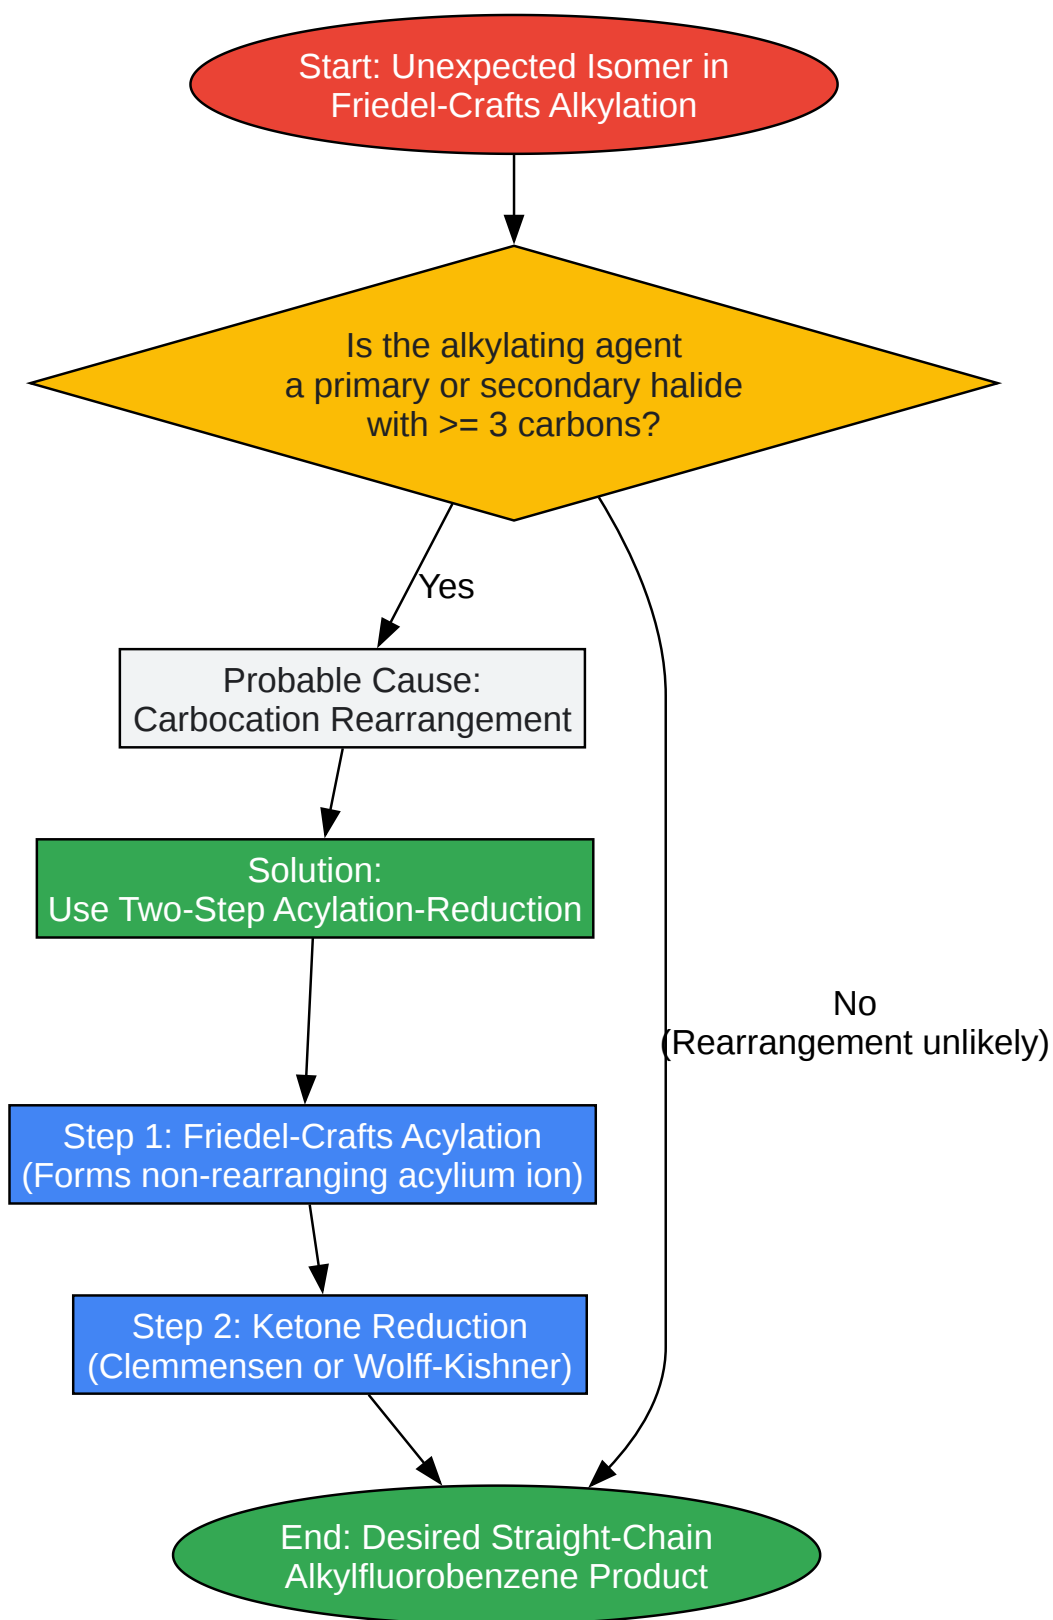 Start: Unexpected Isomer in
Friedel-Crafts Alkylation
Is the alkylating agent
a primary or secondary halide
with >= 3 carbons?
Yes
Probable Cause:
Carbocation Rearrangement
Solution:
Use Two-Step Acylation-Reduction
No
(Rearrangement unlikely)
Step 1: Friedel-Crafts Acylation
(Forms non-rearranging acylium ion)
Step 2: Ketone Reduction
(Clemmensen or Wolff-Kishner)
End: Desired Straight-Chain
Alkylfluorobenzene Product